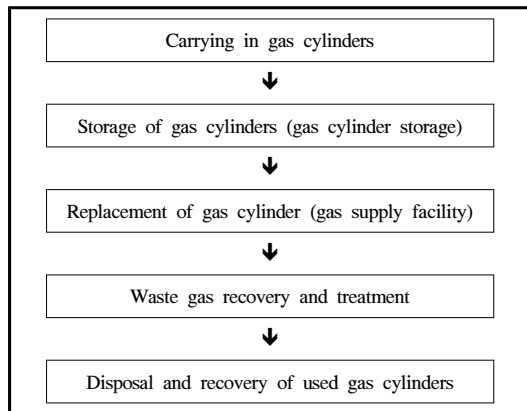 Carrying in gas cylinders
Storage of gas cylinders (gas cylinder storage)
Replacement of gas cylinder (gas supply facility)
Waste gas recovery and treatment
Disposal and recovery of used gas cylinders